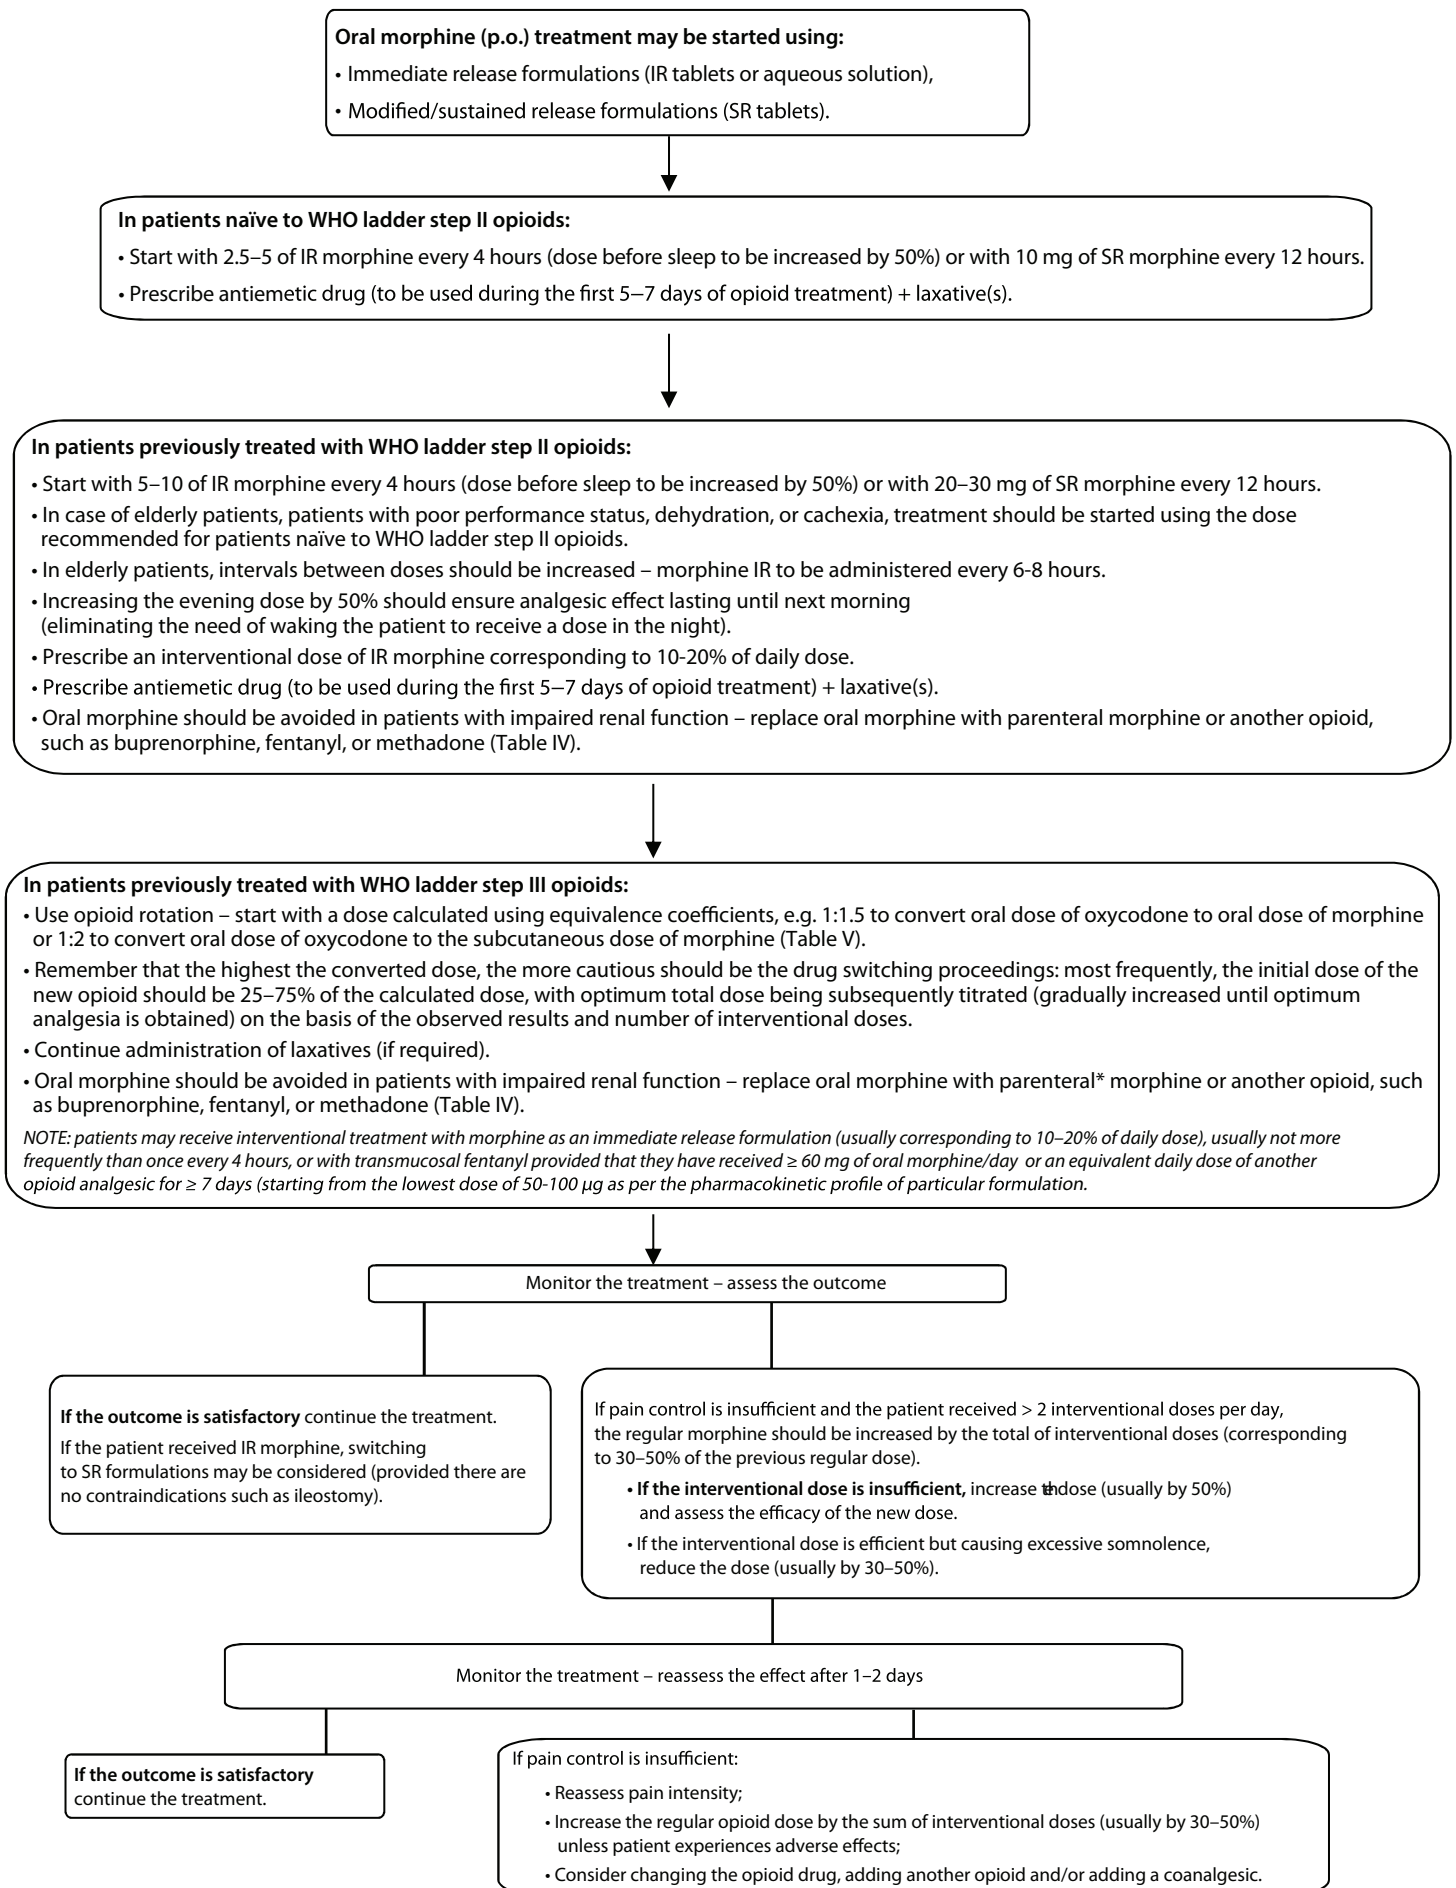 Oral morphine (p.o.) treatment may be started using:
• Immediate release formulations (IR tablets or aqueous solution),
• Modified/sustained release formulations (SR tablets).
In patients naïve to WHO ladder step II opioids:
• Start with 2.5–5 of IR morphine every 4 hours (dose before sleep to be increased by 50%) or with 10 mg of SR morphine every 12 hours.
• Prescribe antiemetic drug (to be used during the first 5–7 days of opioid treatment) + laxative(s).
In patients previously treated with WHO ladder step II opioids:
• Start with 5–10 of IR morphine every 4 hours (dose before sleep to be increased by 50%) or with 20–30 mg of SR morphine every 12 hours.
• In case of elderly patients, patients with poor performance status, dehydration, or cachexia, treatment should be started using the dose
recommended for patients naïve to WHO ladder step II opioids.
• In elderly patients, intervals between doses should be increased – morphine IR to be administered every 6-8 hours.
• Increasing the evening dose by 50% should ensure analgesic effect lasting until next morning
(eliminating the need of waking the patient to receive a dose in the night).
• Prescribe an interventional dose of IR morphine corresponding to 10-20% of daily dose.
• Prescribe antiemetic drug (to be used during the first 5–7 days of opioid treatment) + laxative(s).
• Oral morphine should be avoided in patients with impaired renal function – replace oral morphine with parenteral morphine or another opioid,
such as buprenorphine, fentanyl, or methadone (Table IV).
In patients previously treated with WHO ladder step III opioids:
• Use opioid rotation – start with a dose calculated using equivalence coefficients, e.g. 1:1.5 to convert oral dose of oxycodone to oral dose of morphine
or 1:2 to convert oral dose of oxycodone to the subcutaneous dose of morphine (Table V).
• Remember that the highest the converted dose, the more cautious should be the drug switching proceedings: most frequently, the initial dose of the
new opioid should be 25–75% of the calculated dose, with optimum total dose being subsequently titrated (gradually increased until optimum
analgesia is obtained) on the basis of the observed results and number of interventional doses.
• Continue administration of laxatives (if required).
• Oral morphine should be avoided in patients with impaired renal function – replace oral morphine with parenteral* morphine or another opioid, such
as buprenorphine, fentanyl, or methadone (Table IV).
NOTE: patients may receive interventional treatment with morphine as an immediate release formulation (usually corresponding to 10–20% of daily dose), usually not more
frequently than once every 4 hours, or with transmucosal fentanyl provided that they have received ≥ 60 mg of oral morphine/day or an equivalent daily dose of another
opioid analgesic for ≥ 7 days (starting from the lowest dose of 50-100 µg as per the pharmacokinetic profile of particular formulation.
Monitor the treatment – assess the outcome
If the outcome is satisfactory continue the treatment.
If the patient received IR morphine, switching
to SR formulations may be considered (provided there are
no contraindications such as ileostomy).
If pain control is insufficient and the patient received > 2 interventional doses per day,
the regular morphine should be increased by the total of interventional doses (corresponding
to 30–50% of the previous regular dose).
• If the interventional dose is insufficient, increase dose (usually by 50%)
and assess the efficacy of the new dose.
• If the interventional dose is efficient but causing excessive somnolence,
reduce the dose (usually by 30–50%).
Monitor the treatment – reassess the effect after 1–2 days
If the outcome is satisfactory
continue the treatment.
If pain control is insufficient:
• Reassess pain intensity;
• Increase the regular opioid dose by the sum of interventional doses (usually by 30–50%)
unless patient experiences adverse effects;
• Consider changing the opioid drug, adding another opioid and/or adding a coanalgesic.